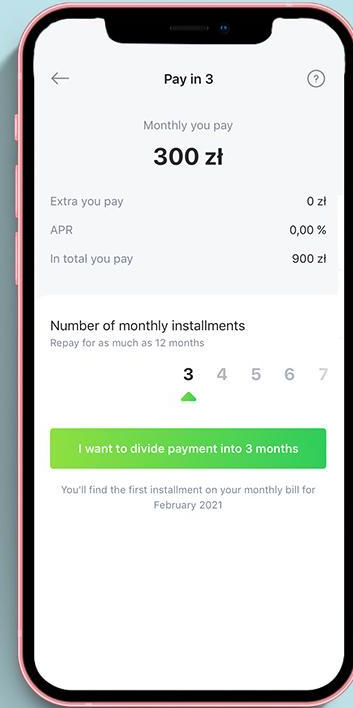 Pay in 3
?
Monthly you pay
300 zł
Extra you pay 0 zł
APR 0,00 %
In total you pay 900 zł
Number of monthly installments
Repay for as much as 12 months
3 4 5 6 7
I want to divide payment into 3 months
You'll find the first installment on your monthly bill for
February 2021